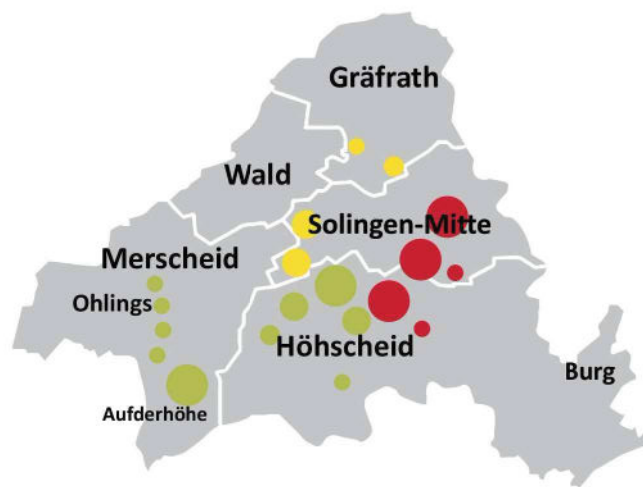 Gräfrath
Wald
Solingen-Mitte
Merscheid
Ohlings
Höhscheid
Burg
Aufderhöhe